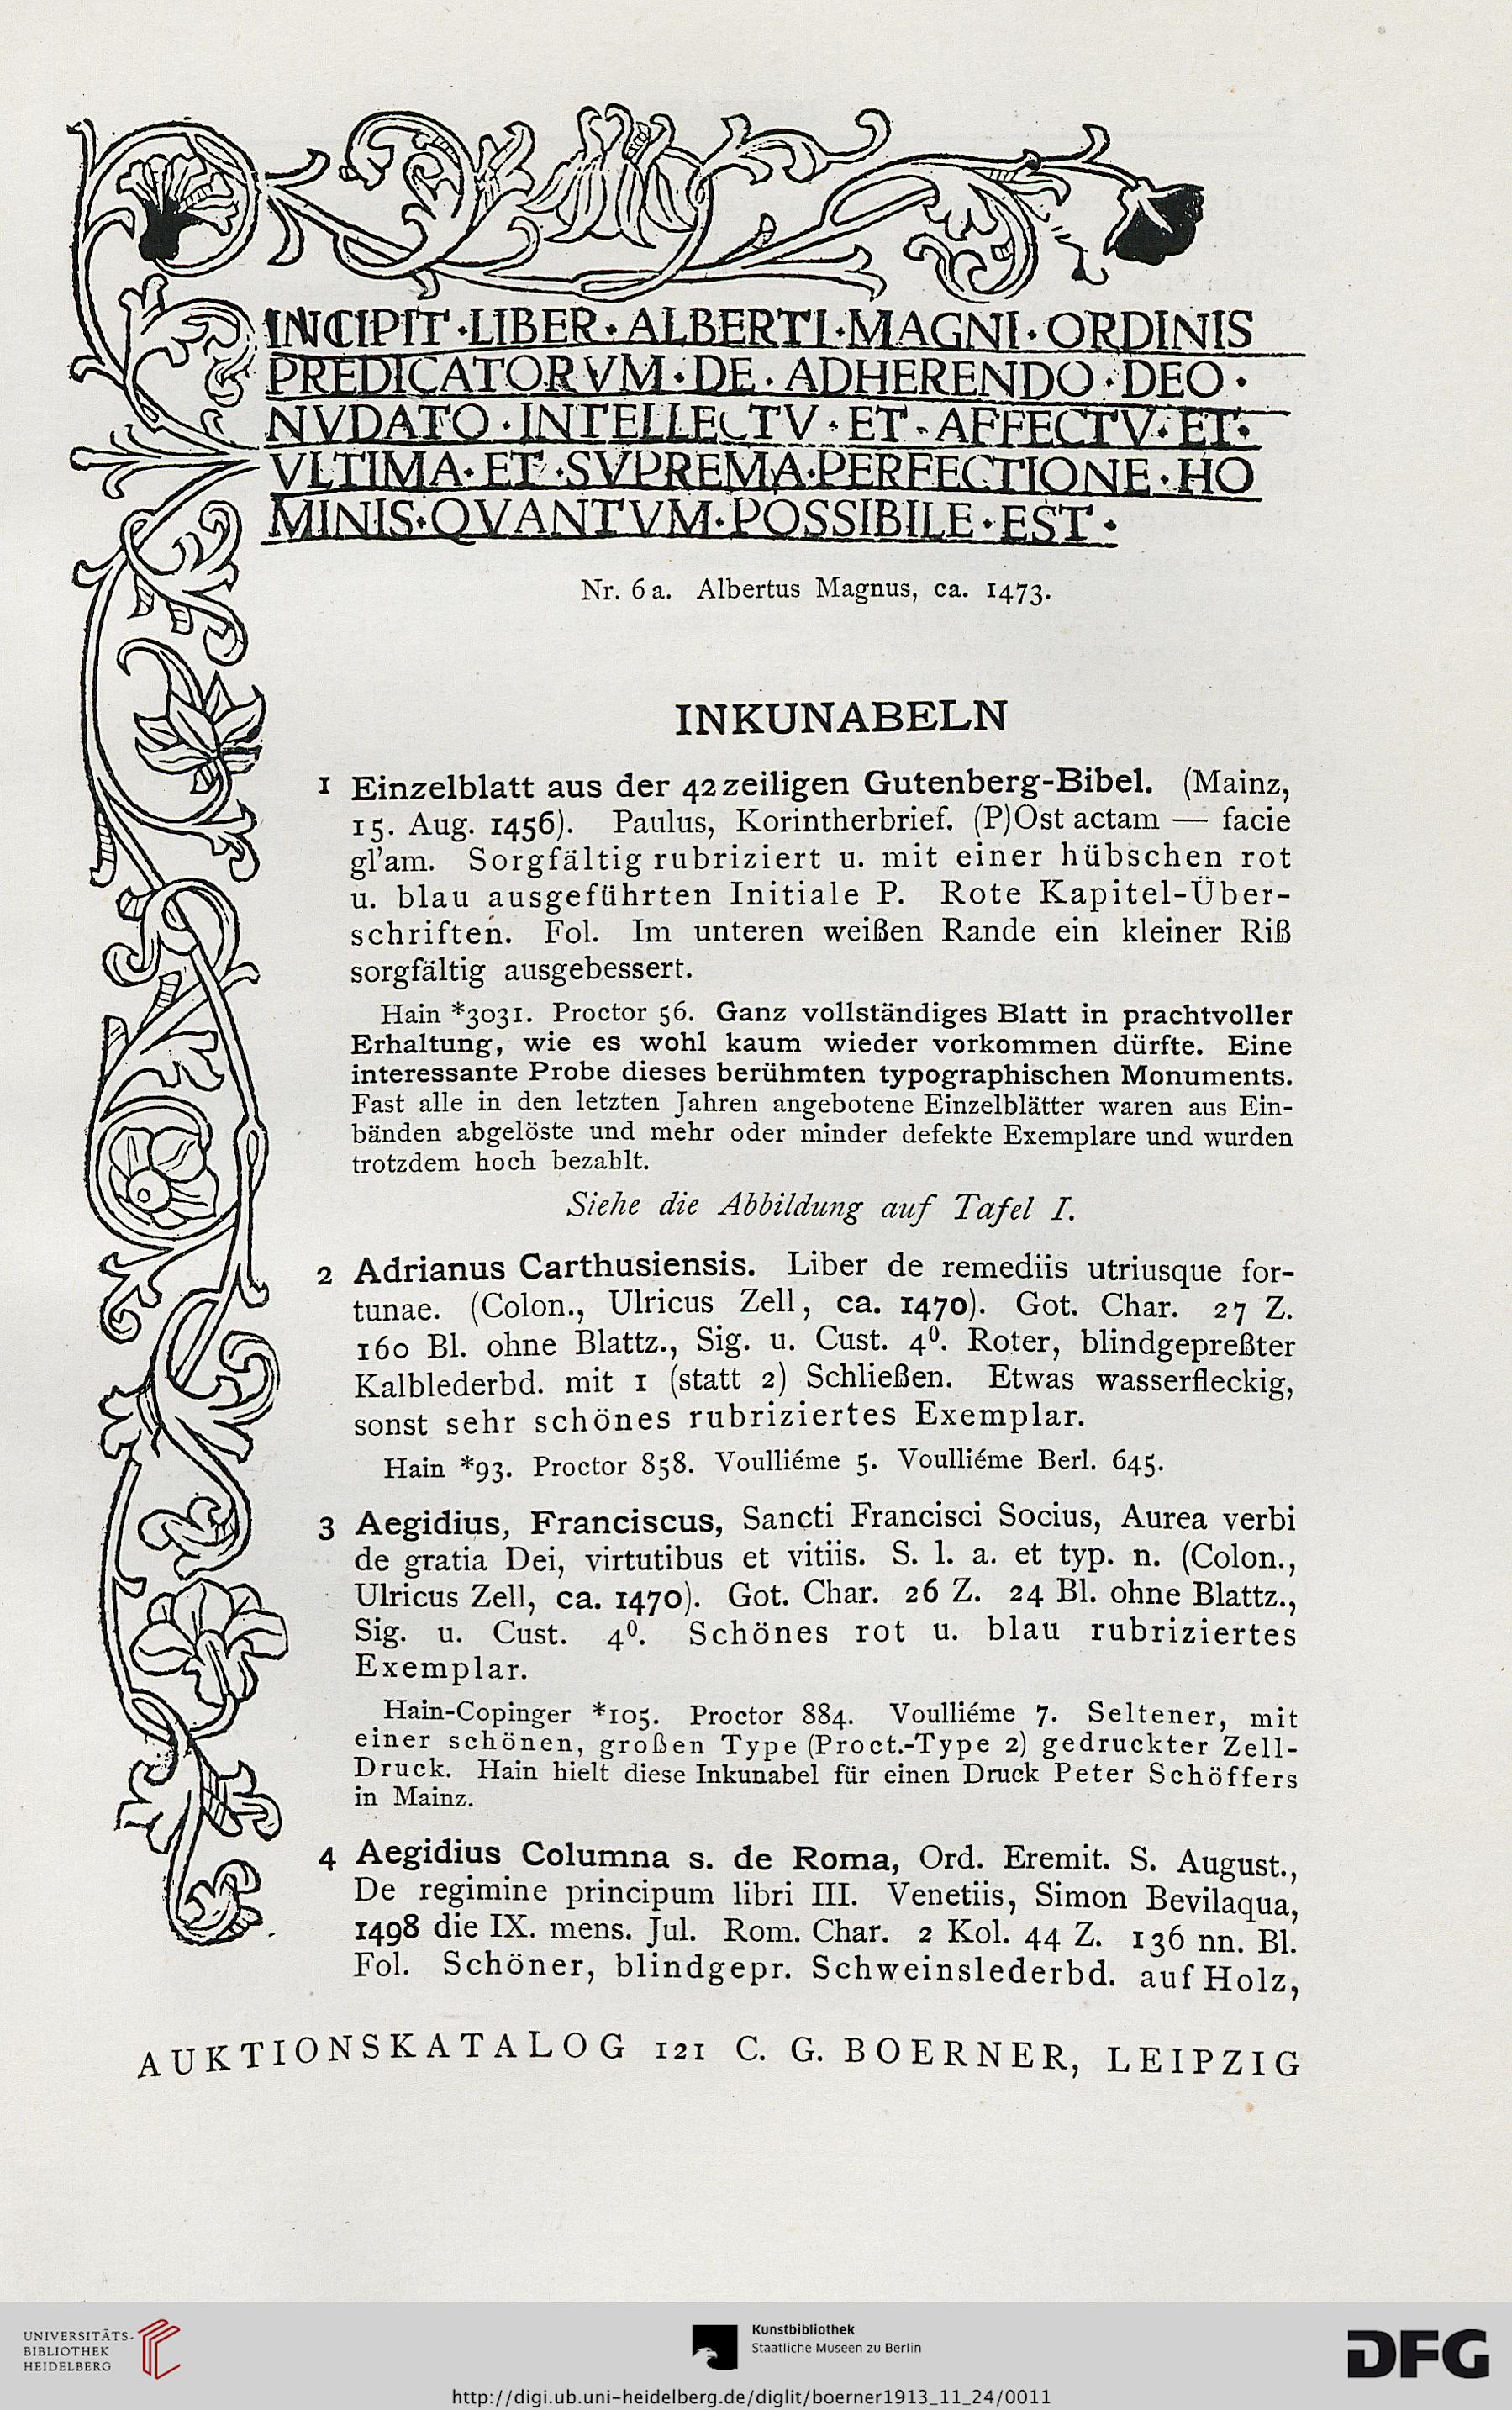 INCIPIT·LIBER·ALBERTI·MAGNI·ORDINIS
PREDICATORVM·DE·ADHERENDO·DEO·
NVDATO·INTELLECTV·ET·AFFECTV·ET·
VLTIMA·ET·SVPREMA·PERFECTIONE·HO
MINIS·QVANTVM·POSSIBILE·EST·
Nr. 6a. Albertus Magnus, ca. 1473.
INKUNABELN
1 Einzelblatt aus der 42zeiligen Gutenberg-Bibel. (Mainz,
15. Aug. 1456). Paulus, Korintherbrief. (P)Ost actam — facie
gl'am. Sorgfältig rubriziert u. mit einer hübschen rot
u. blau ausgeführten Initiale P. Rote Kapitel-Über-
schriften. Fol. Im unteren weißen Rande ein kleiner Riß
sorgfältig ausgebessert.
Hain *3031. Proctor 56. Ganz vollständiges Blatt in prachtvoller
Erhaltung, wie es wohl kaum wieder vorkommen dürfte. Eine
interessante Probe dieses berühmten typographischen Monuments.
Fast alle in den letzten Jahren angebotene Einzelblätter waren aus Ein-
bänden abgelöste und mehr oder minder defekte Exemplare und wurden
trotzdem hoch bezahlt.
Siehe die Abbildung auf Tafel I.
2 Adrianus Carthusiensis. Liber de remediis utriusque for-
tunae. (Colon., Ulricus Zell, ca. 1470). Got. Char. 27 Z.
160 Bl. ohne Blattz., Sig. u. Cust. 4⁰. Roter, blindgepreßter
Kalblederbd. mit 1 (statt 2) Schließen. Etwas wasserfleckig,
sonst sehr schönes rubriziertes Exemplar.
Hain *93. Proctor 858. Voulliéme 5. Voulliéme Berl. 645.
3 Aegidius, Franciscus, Sancti Francisci Socius, Aurea verbi
de gratia Dei, virtutibus et vitiis. S. l. a. et typ. n. (Colon.,
Ulricus Zell, ca. 1470). Got. Char. 26 Z. 24 Bl. ohne Blattz.,
Sig. u. Cust. 4⁰. Schönes rot u. blau rubriziertes
Exemplar.
Hain-Copinger *105. Proctor 884. Voulliéme 7. Seltener, mit
einer schönen, großen Type (Proct.-Type 2) gedruckter Zell-
Druck. Hain hielt diese Inkunabel für einen Druck Peter Schöffers
in Mainz.
4 Aegidius Columna s. de Roma, Ord. Eremit. S. August.,
De regimine principum libri III. Venetiis, Simon Bevilaqua,
1498 die IX. mens. Jul. Rom. Char. 2 Kol. 44 Z. 136 nn. Bl.
Fol. Schöner, blindgepr. Schweinslederbd. auf Holz,
AUKTIONSKATALOG 121 C. G. BOERNER, LEIPZIG
UNIVERSITÄTS-
BIBLIOTHEK
HEIDELBERG
Kunstbibliothek
Staatliche Museen zu Berlin
DFG
http://digi.ub.uni-heidelberg.de/diglit/boerner1913_11_24/0011